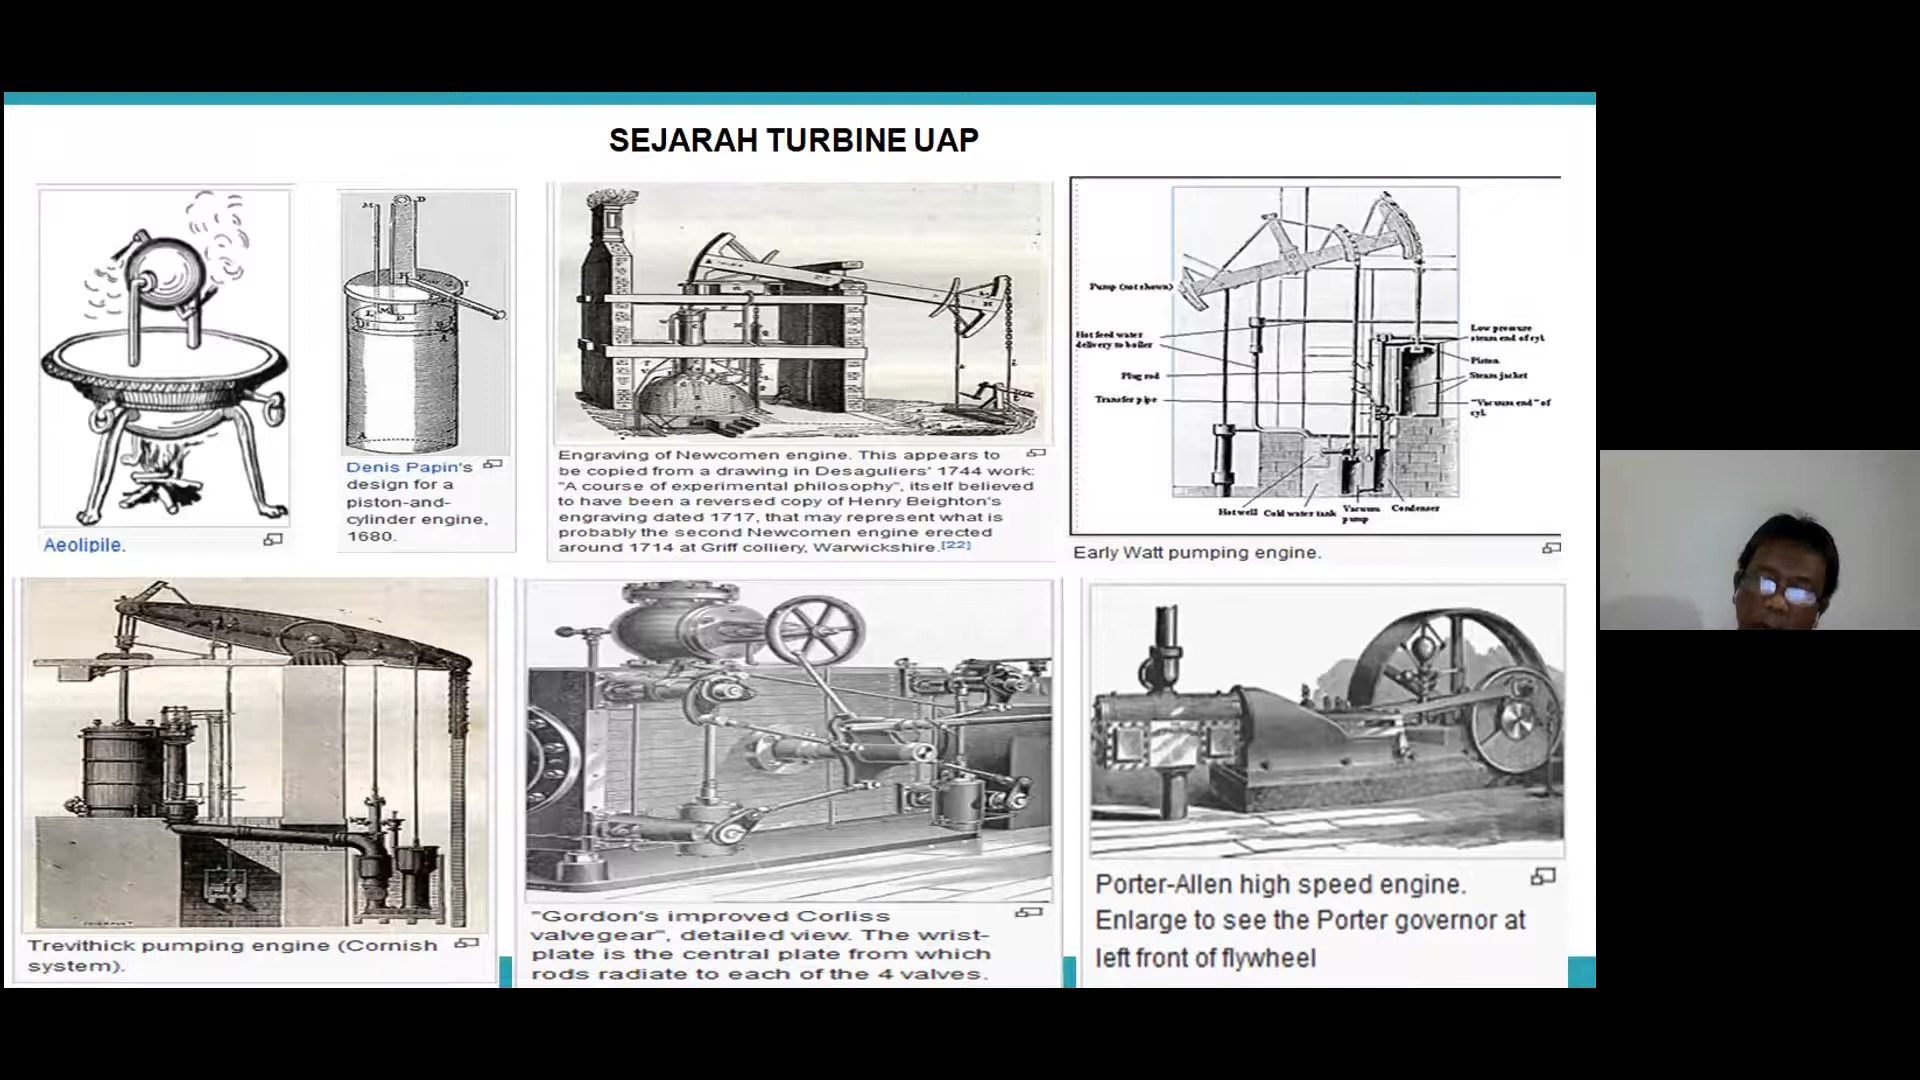 SEJARAH TURBINE UAP
Aeolipile.
Denis Papin's
design for a
piston-and-
cylinder engine,
1680.
Engraving of Newcomen engine. This appears to
be copied from a drawing in Desaguliers' 1744 work:
"A course of experimental philosophy", itself believed
to have been a reversed copy of Henry Beighton's
engraving dated 1717, that may represent what is
probably the second Newcomen engine erected
around 1714 at Griff colliery, Warwickshire.[22]
Pump (not shown)
Hot feed water
delivery to boiler
Plug rod
Transfer pipe
Low pressure
steam end of cyl.
Piston
Steam jacket
"Vacuum end" of
cyl.
Hot well
Cold water tank
Vacuum
pump
Condenser
Early Watt pumping engine.
Trevithick pumping engine (Cornish
system).
"Gordon's improved Corliss
valvegear", detailed view. The wrist-
plate is the central plate from which
rods radiate to each of the 4 valves.
Porter-Allen high speed engine.
Enlarge to see the Porter governor at
left front of flywheel